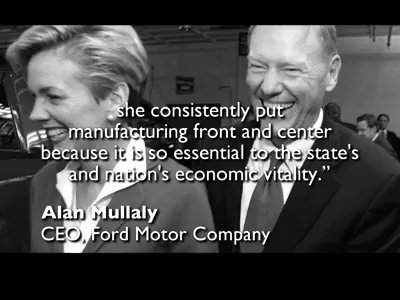 she consistently put
manufacturing front and center
because it is so essential to the state's
and nation's economic vitality.”
Alan Mullaly
CEO, Ford Motor Company